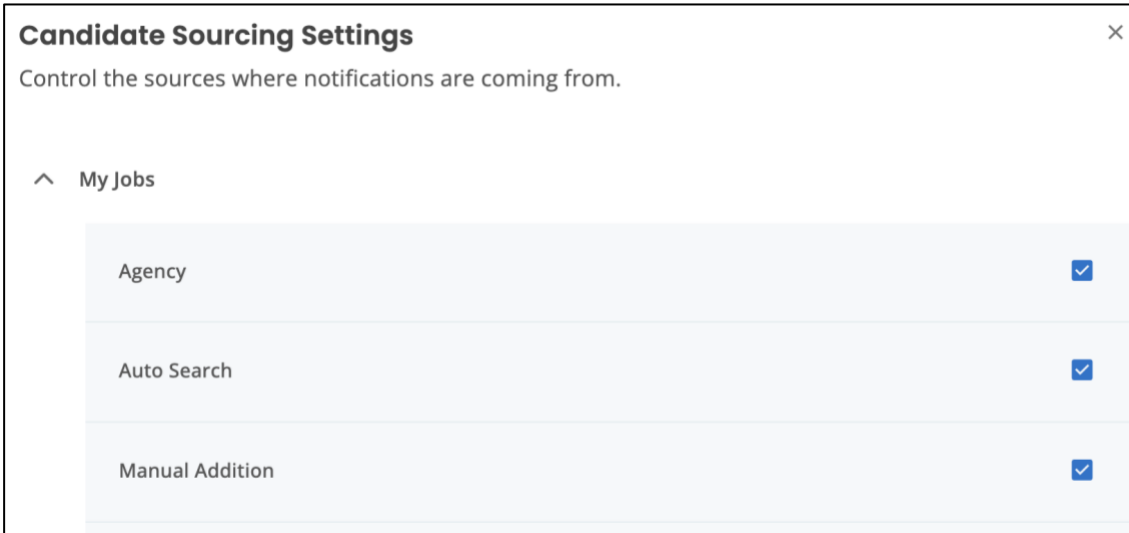 Candidate Sourcing Settings
Control the sources where notifications are coming from.
My Jobs
Agency
Auto Search
Manual Addition